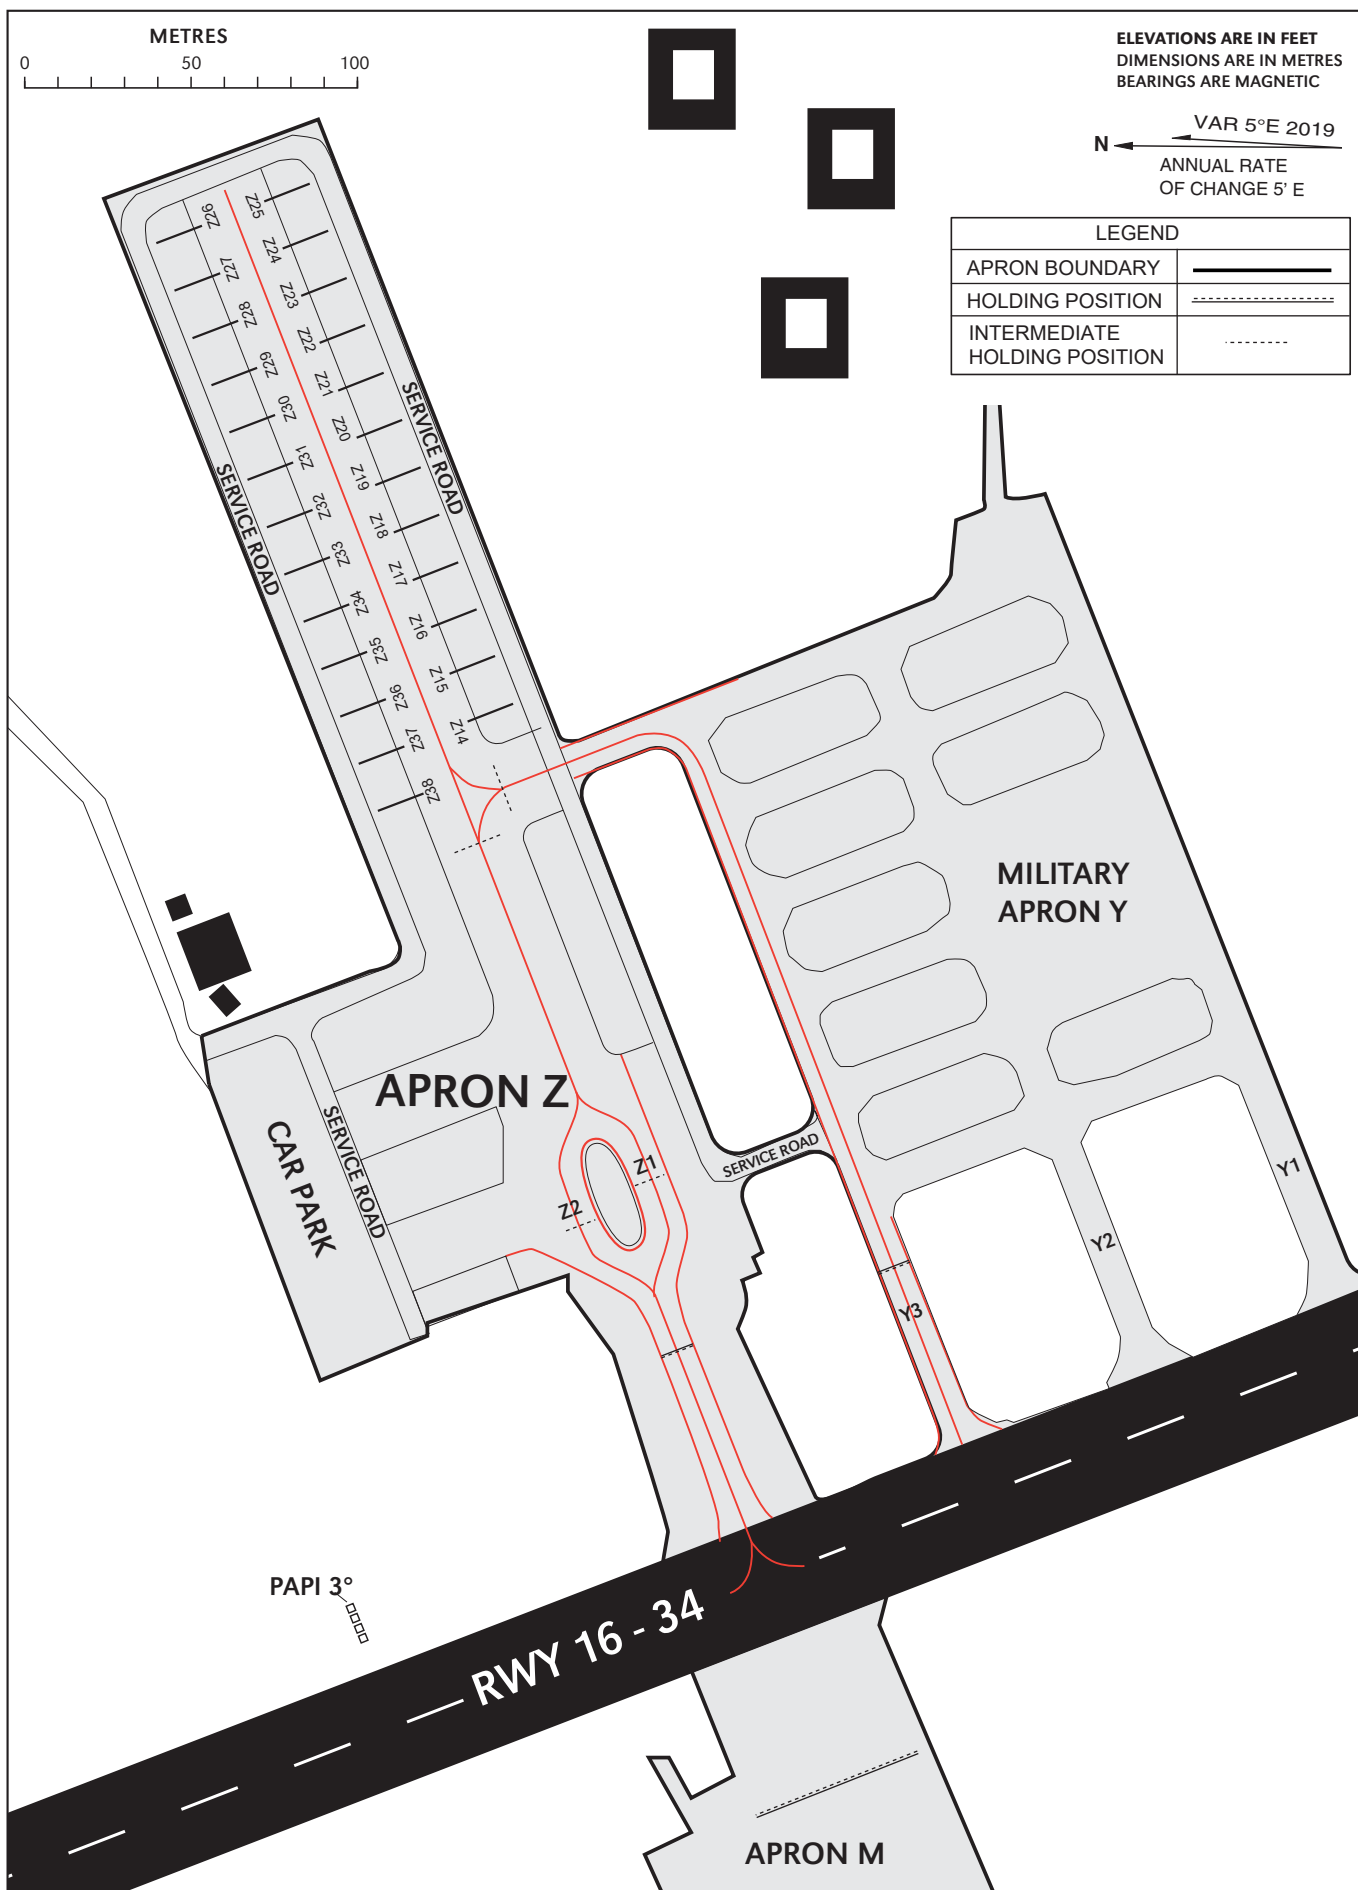 METRES
0 50 100
ELEVATIONS ARE IN FEET
DIMENSIONS ARE IN METRES
BEARINGS ARE MAGNETIC
VAR 5°E 2019
N
ANNUAL RATE
OF CHANGE 5' E
LEGEND
APRON BOUNDARY
HOLDING POSITION
INTERMEDIATE
HOLDING POSITION
Z25
Z26
Z24
Z27
Z23
Z28
Z22
Z29
Z21
Z30
Z20
Z31
Z19
Z32
Z18
Z33
Z17
Z34
Z16
Z35
Z15
Z36
Z14
Z37
Z38
SERVICE ROAD
SERVICE ROAD
MILITARY
APRON Y
APRON Z
CAR PARK
SERVICE ROAD
SERVICE ROAD
Z1
Z2
Y1
Y2
Y3
PAPI 3°
RWY 16 - 34
APRON M